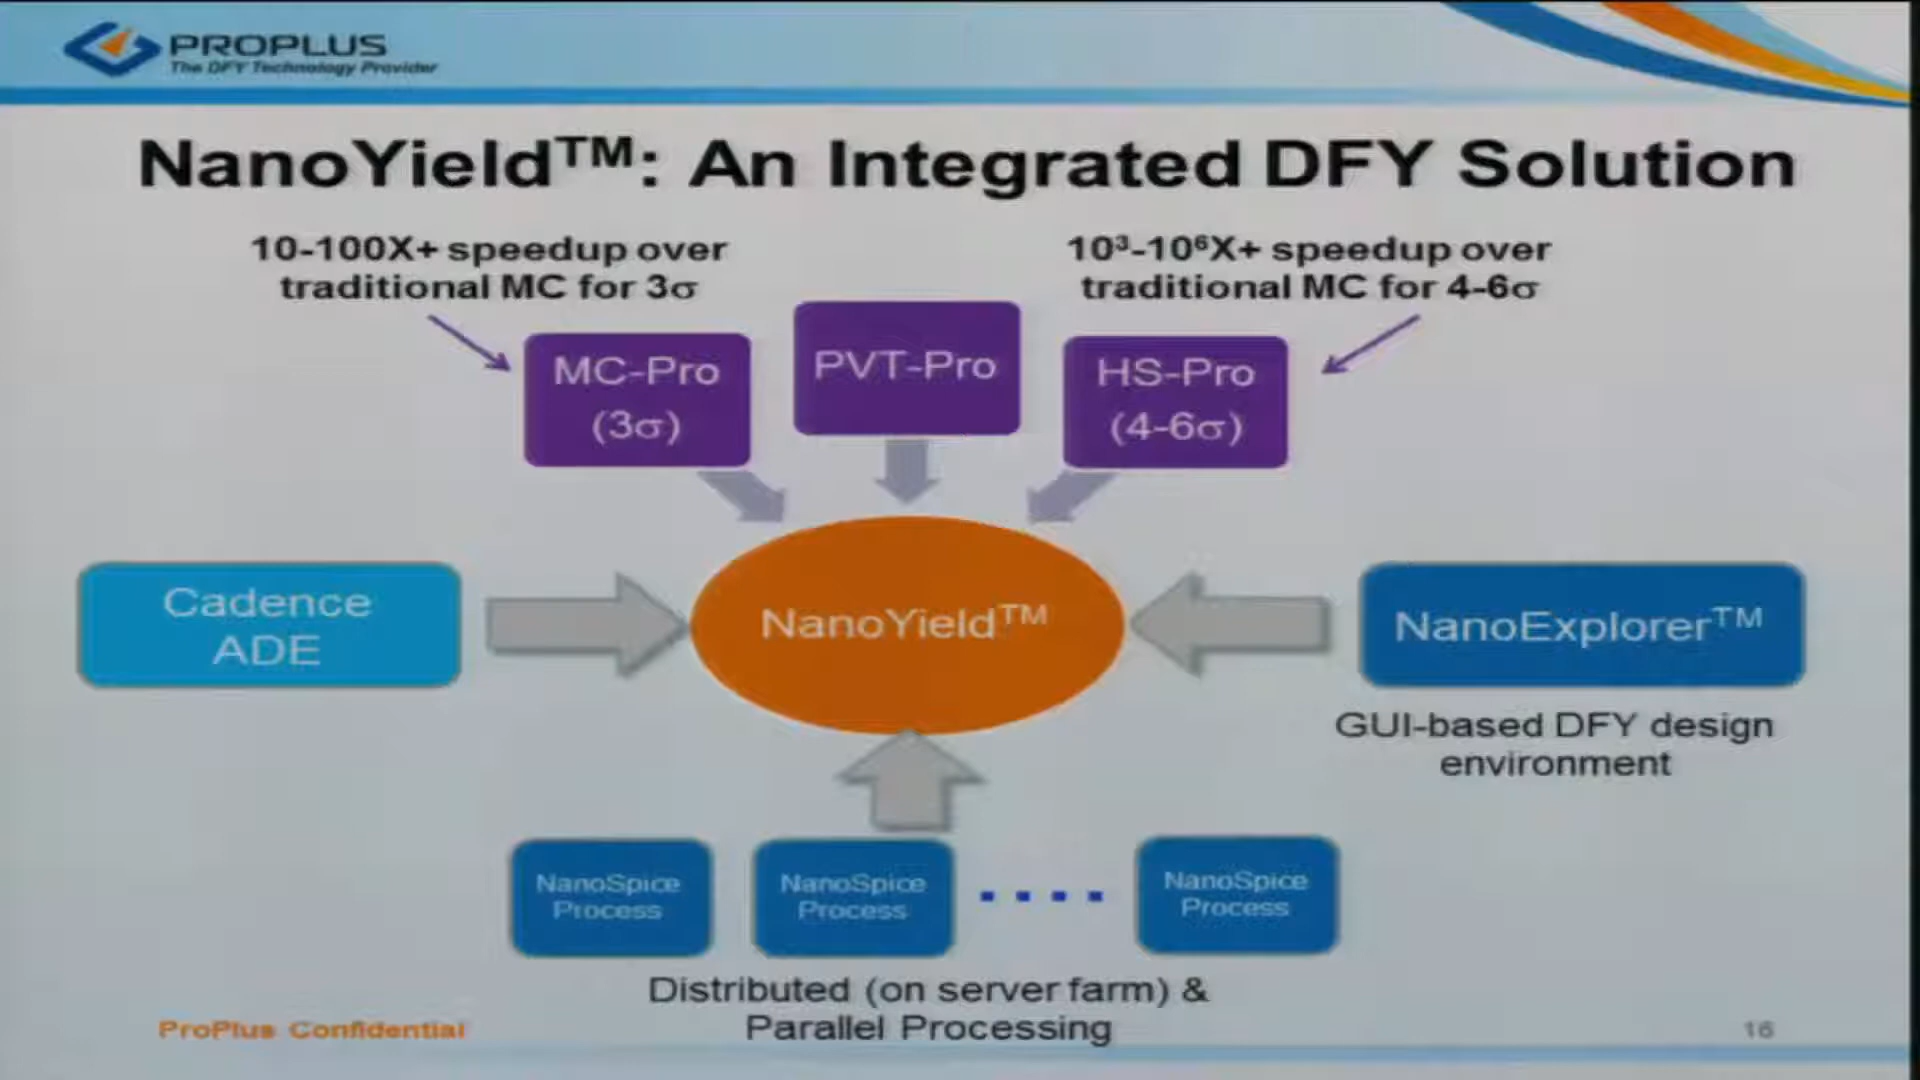 PROPLUS
The DFY Technology Provider
NanoYield™: An Integrated DFY Solution
10-100X+ speedup over
traditional MC for 3σ
10³-10⁶X+ speedup over
traditional MC for 4-6σ
MC-Pro
(3σ)
PVT-Pro
HS-Pro
(4-6σ)
Cadence
ADE
NanoYield™
NanoExplorer™
GUI-based DFY design
environment
NanoSpice
Process
NanoSpice
Process
NanoSpice
Process
Distributed (on server farm) &
Parallel Processing
ProPlus Confidential
16